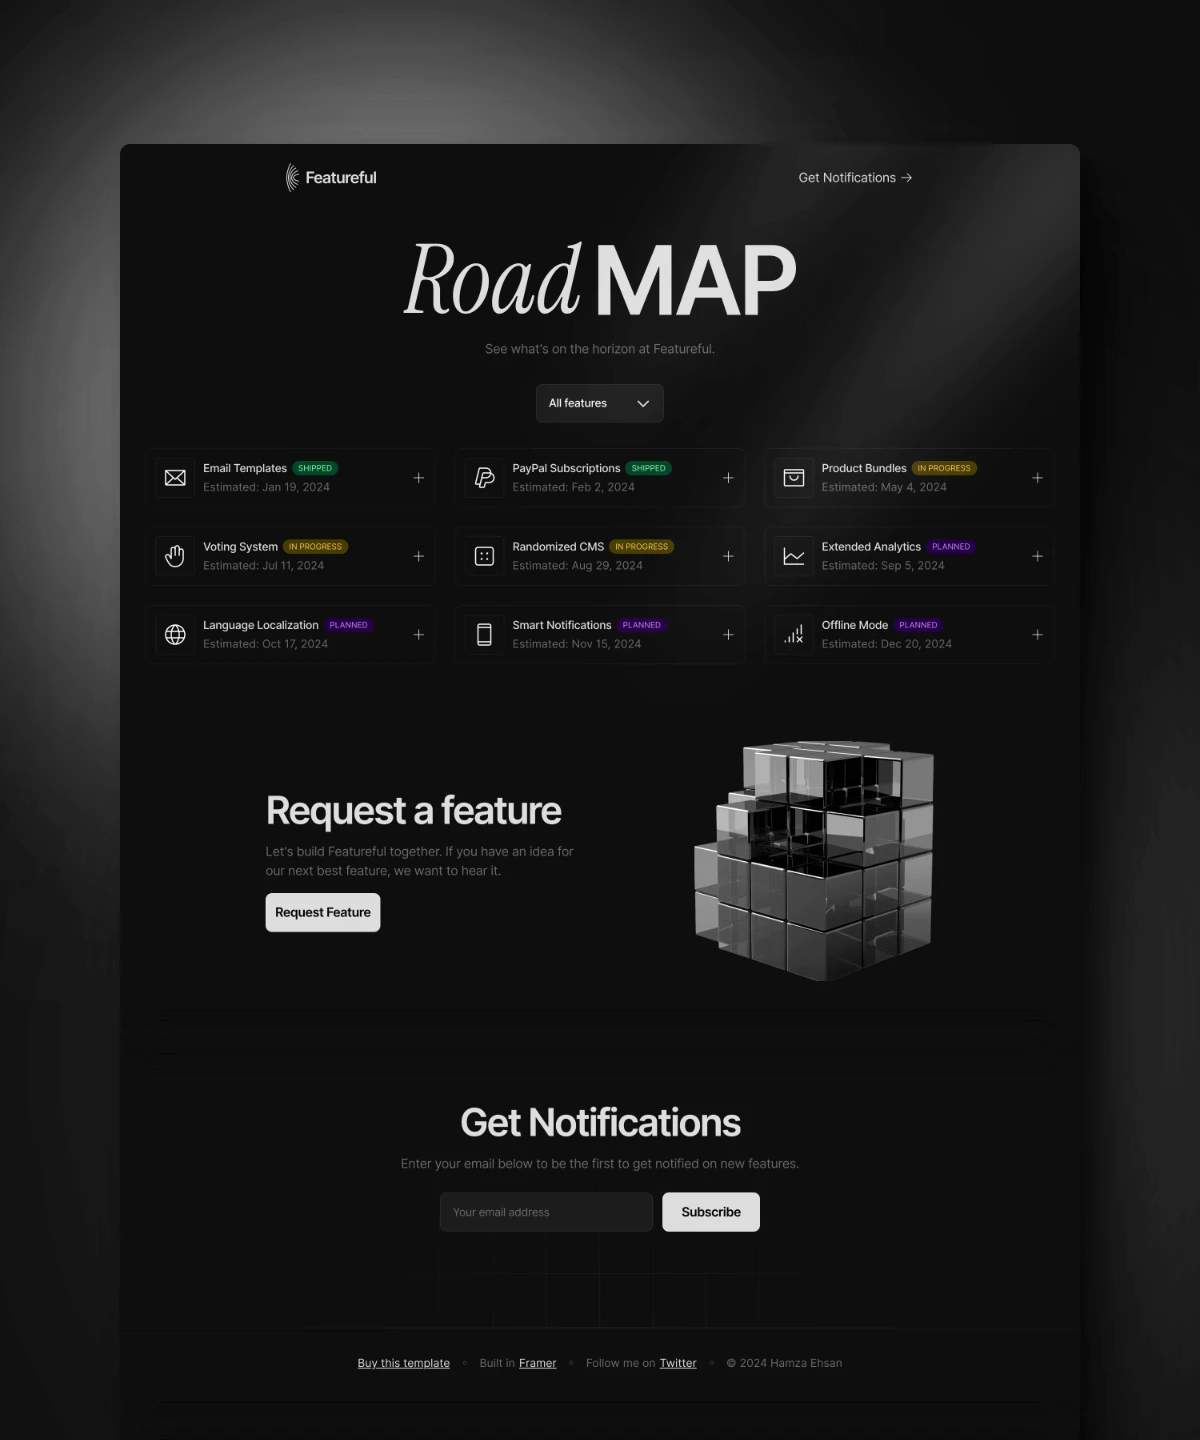 Featureful
Get Notifications →
Road MAP
See what's on the horizon at Featureful.
All features
Email Templates SHIPPED
Estimated: Jan 19, 2024
PayPal Subscriptions SHIPPED
Estimated: Feb 2, 2024
Product Bundles IN PROGRESS
Estimated: May 4, 2024
Voting System IN PROGRESS
Estimated: Jul 11, 2024
Randomized CMS IN PROGRESS
Estimated: Aug 29, 2024
Extended Analytics PLANNED
Estimated: Sep 5, 2024
Language Localization PLANNED
Estimated: Oct 17, 2024
Smart Notifications PLANNED
Estimated: Nov 15, 2024
Offline Mode PLANNED
Estimated: Dec 20, 2024
Request a feature
Let's build Featureful together. If you have an idea for
our next best feature, we want to hear it.
Request Feature
Get Notifications
Enter your email below to be the first to get notified on new features.
Your email address
Subscribe
Buy this template ○ Built in Framer ○ Follow me on Twitter ○ © 2024 Hamza Ehsan